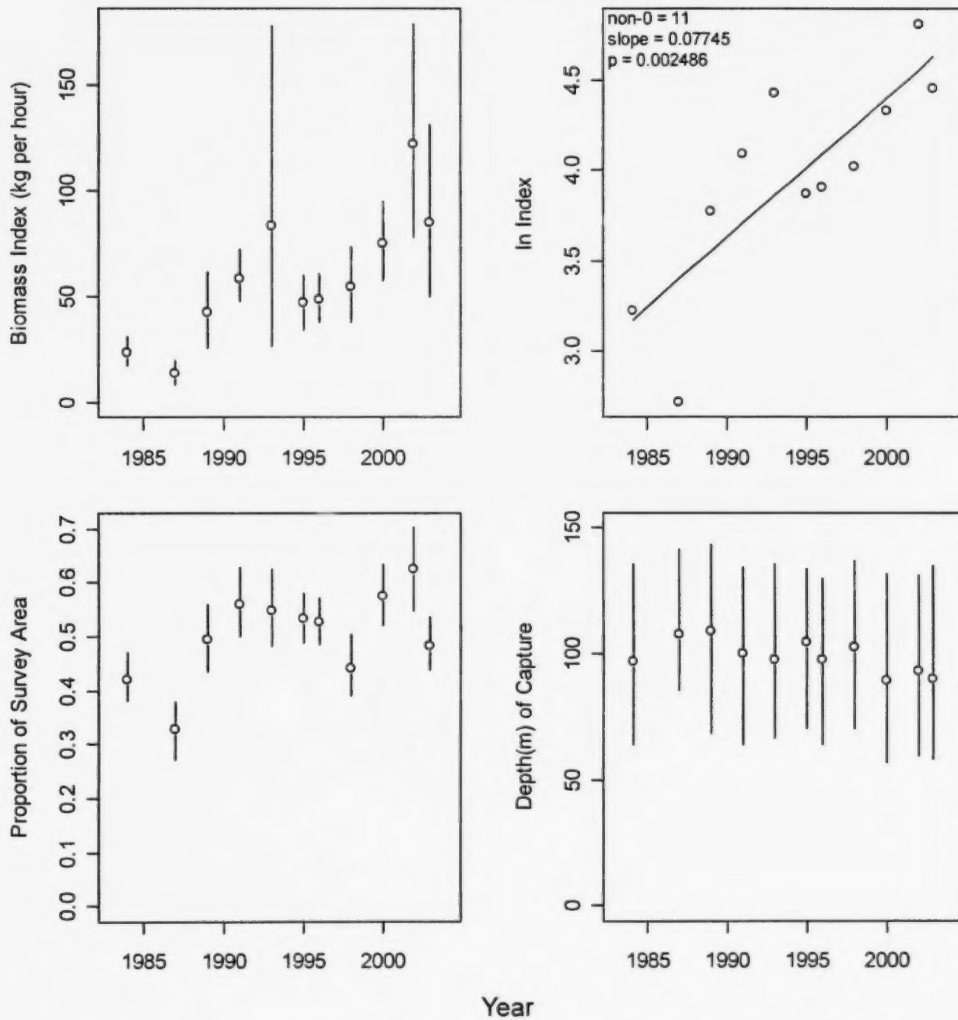 Biomass Index (kg per hour)
150
100
50
0
1985 1990 1995 2000
non-0 = 11
slope = 0.07745
p = 0.002486
ln Index
4.5
4.0
3.5
3.0
1985 1990 1995 2000
Proportion of Survey Area
0.7
0.6
0.5
0.4
0.3
0.2
0.1
0.0
1985 1990 1995 2000
Depth(m) of Capture
150
100
50
0
1985 1990 1995 2000
Year